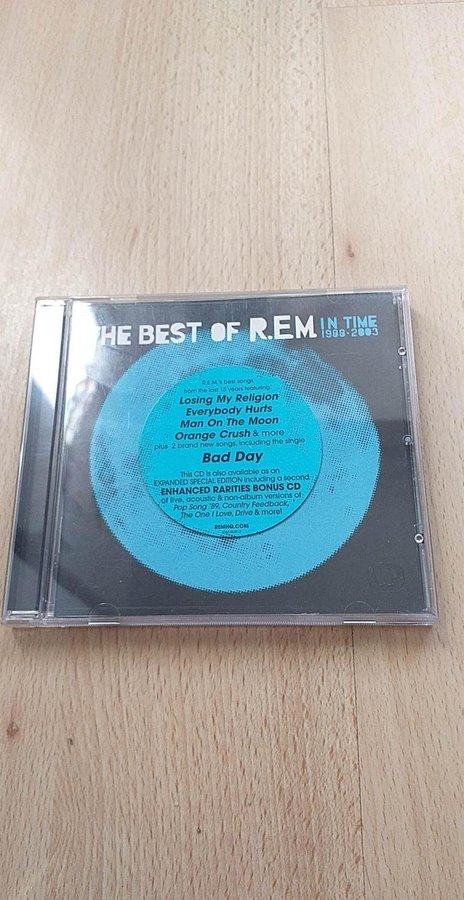 THE BEST OF R.E.M. IN TIME
1988-2003
R.E.M.'s best songs
from the last 15 years featuring:
Losing My Religion
Everybody Hurts
Man On The Moon
Orange Crush & more
plus 2 brand new songs, including the single
Bad Day
This CD is also available as an
EXPANDED SPECIAL EDITION including a second
ENHANCED RARITIES BONUS CD
of live, acoustic & non-album versions of
Pop Song '89, Country Feedback,
The One I Love, Drive & more!
REMHQ.COM